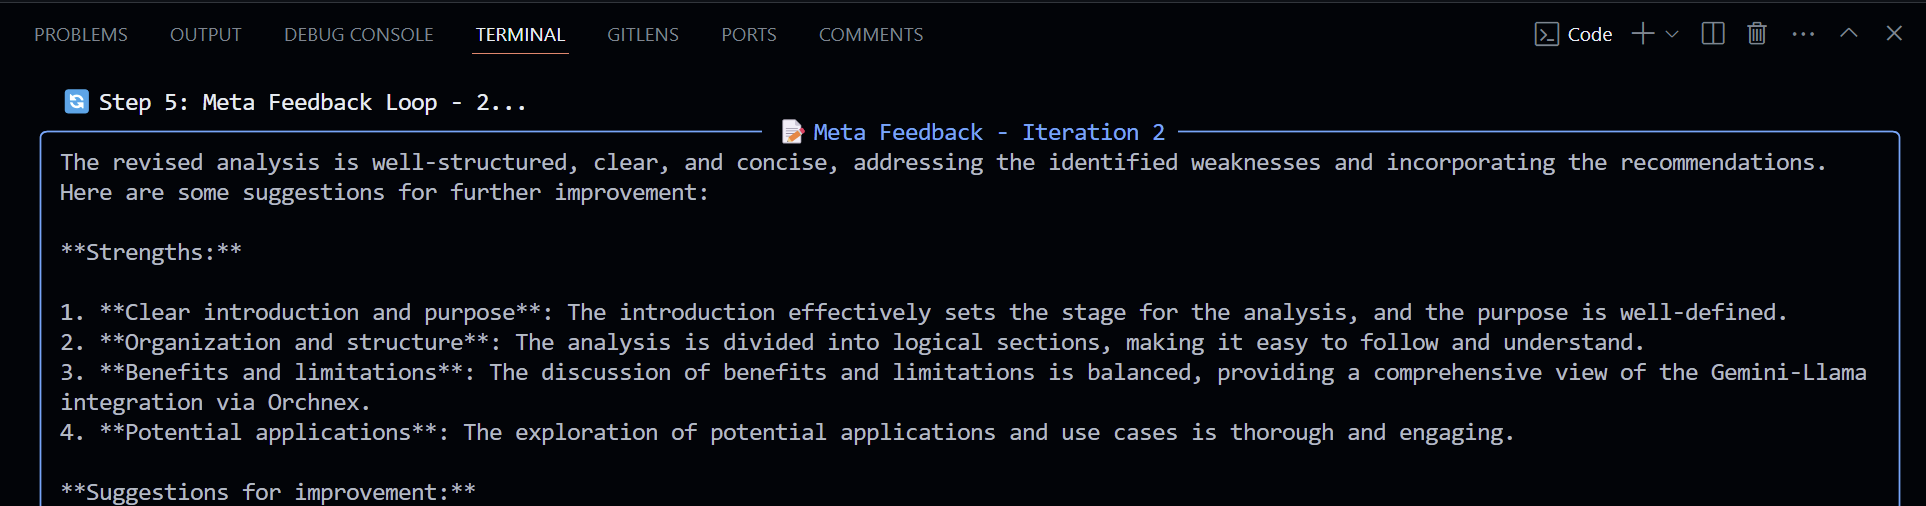 PROBLEMS OUTPUT DEBUG CONSOLE TERMINAL GITLENS PORTS COMMENTS Code
Step 5: Meta Feedback Loop - 2...
Meta Feedback - Iteration 2
The revised analysis is well-structured, clear, and concise, addressing the identified weaknesses and incorporating the recommendations.
Here are some suggestions for further improvement:
**Strengths:**
1. **Clear introduction and purpose**: The introduction effectively sets the stage for the analysis, and the purpose is well-defined.
2. **Organization and structure**: The analysis is divided into logical sections, making it easy to follow and understand.
3. **Benefits and limitations**: The discussion of benefits and limitations is balanced, providing a comprehensive view of the Gemini-Llama
integration via Orchnex.
4. **Potential applications**: The exploration of potential applications and use cases is thorough and engaging.
**Suggestions for improvement:**